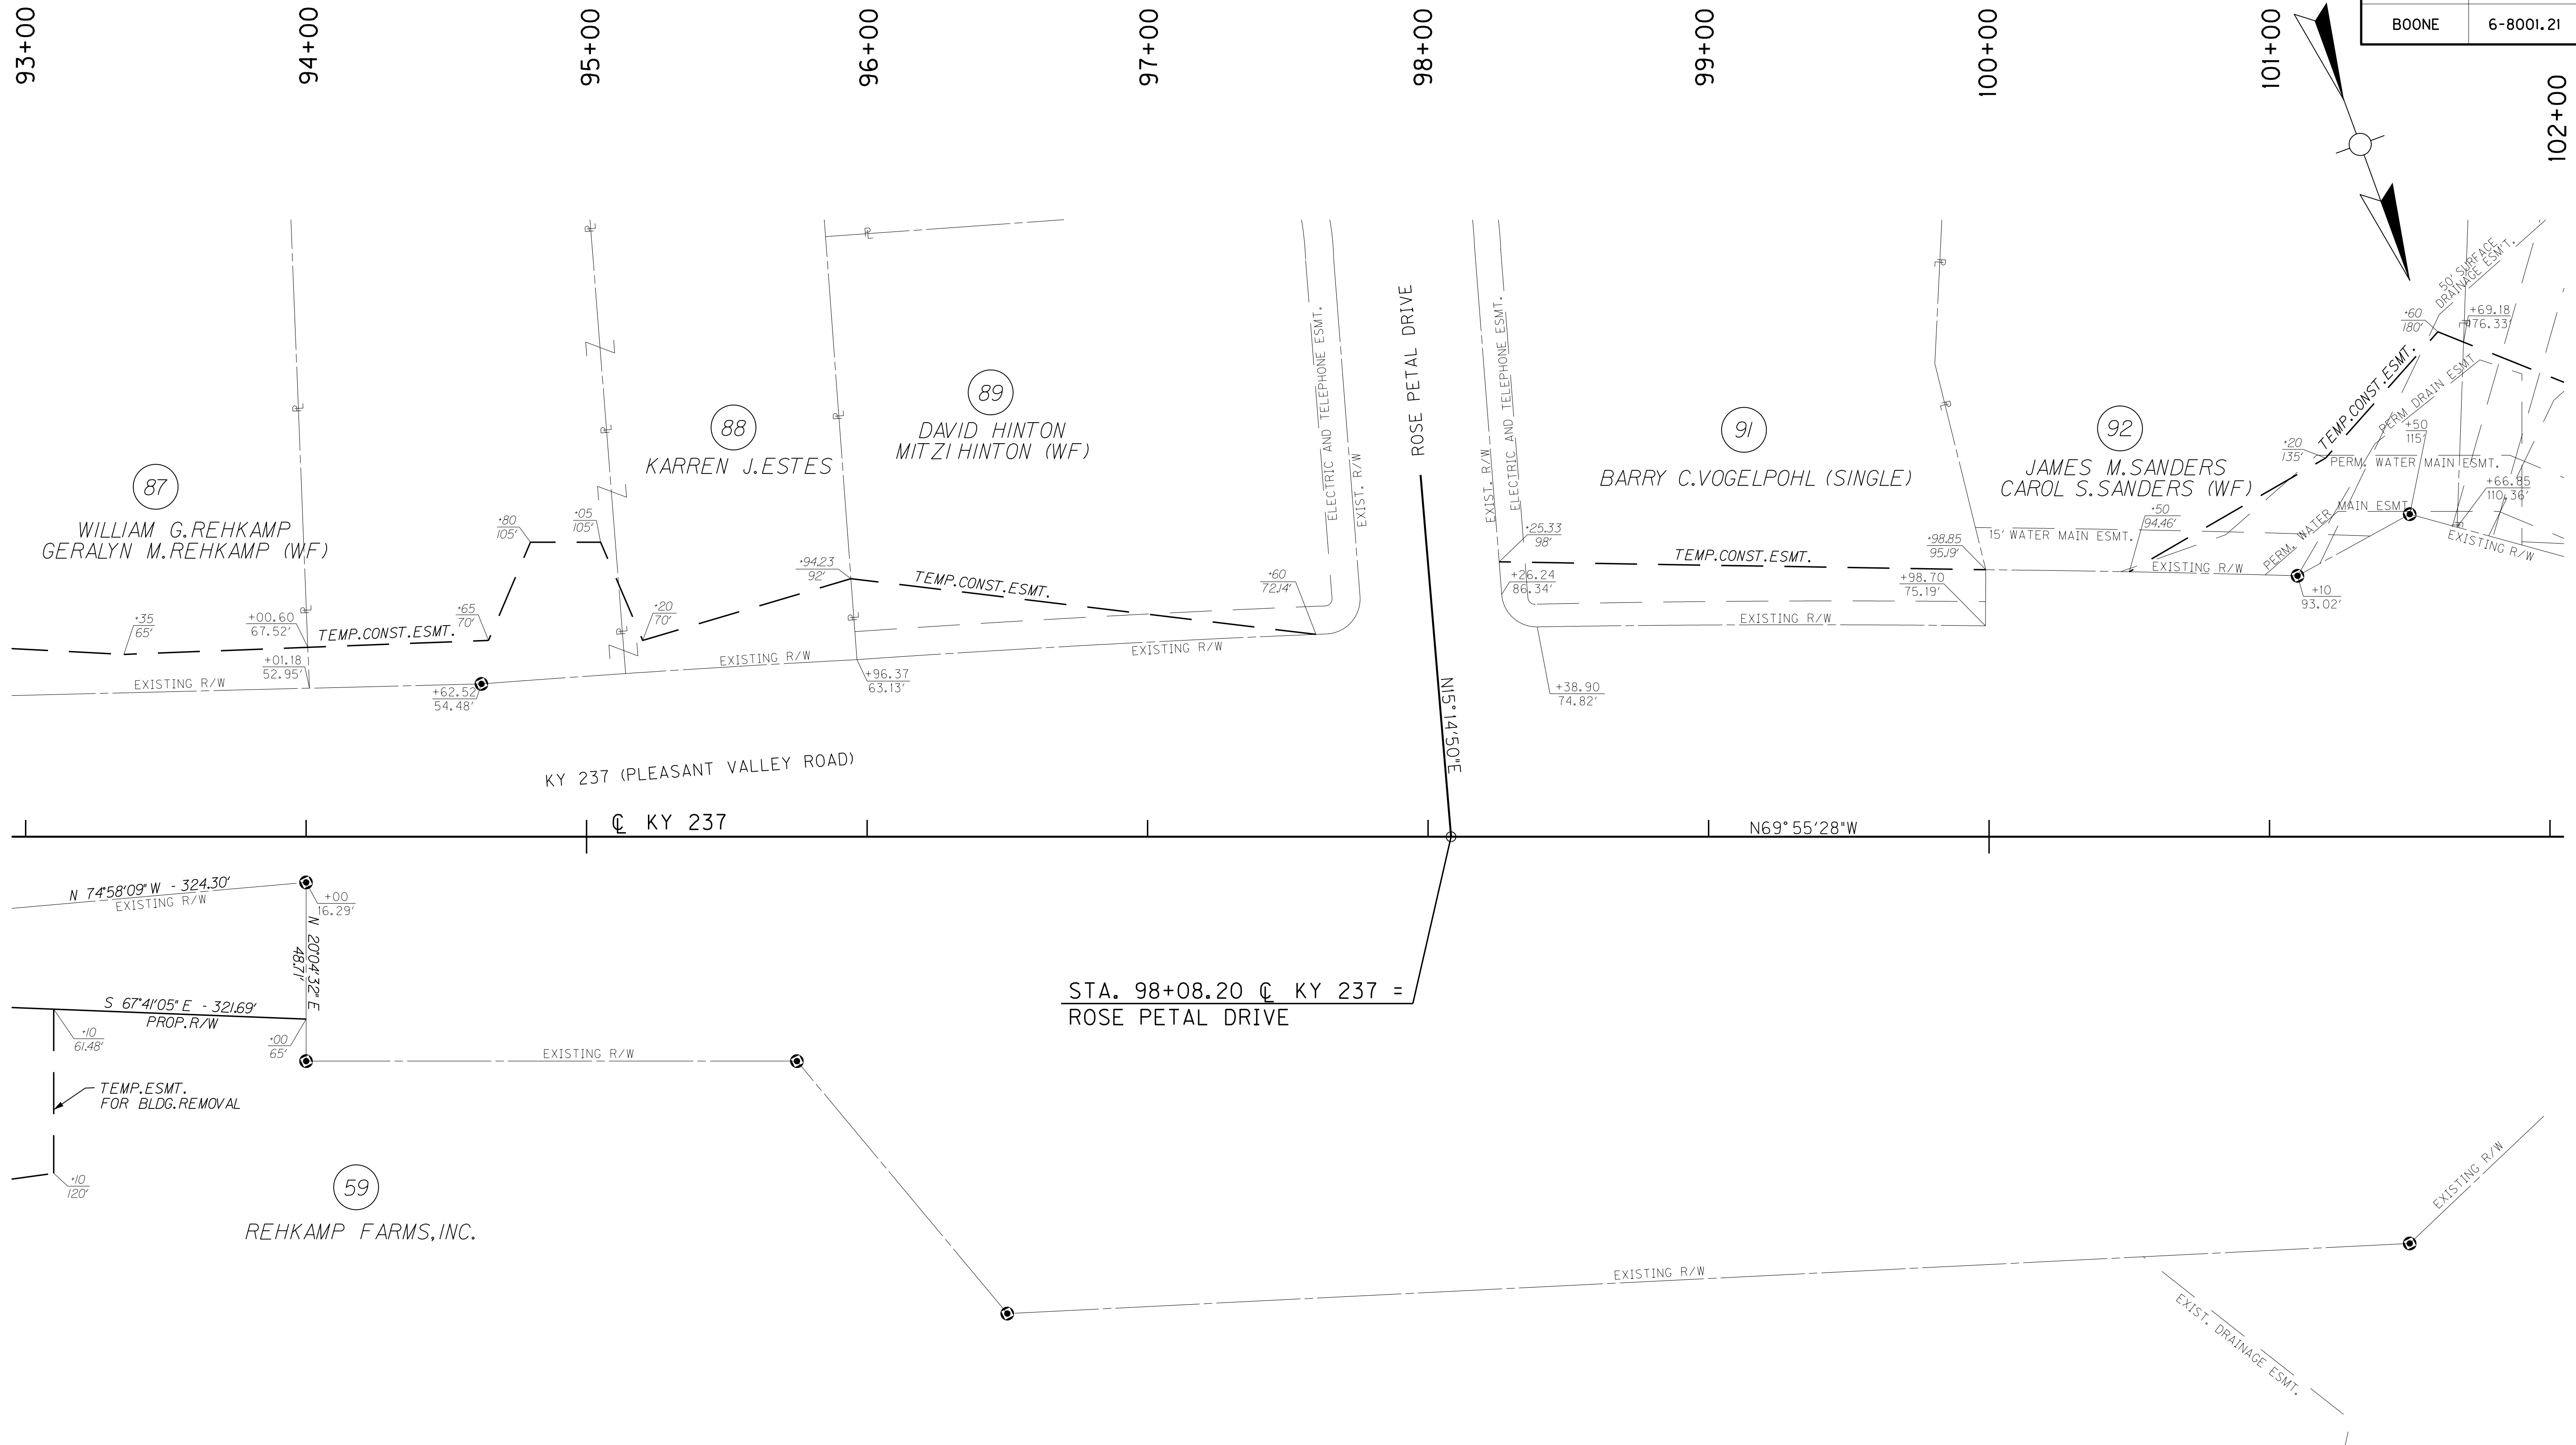 93+00
94+00
95+00
96+00
97+00
98+00
99+00
100+00
101+00
102+00
BOONE 6-8001.21
50' SURFACE
DRAINAGE ESM'T.
+60
180'
+69.18
176.33'
TEMP.CONST.ESMT.
PERM DRAIN ESMT
+50
115'
+20
135'
PERM. WATER MAIN ESMT.
+66.85
110.36'
MAIN ESMT.
PERM. WATER
EXISTING R/W
87
WILLIAM G.REHKAMP
GERALYN M.REHKAMP (WF)
88
KARREN J.ESTES
89
DAVID HINTON
MITZI HINTON (WF)
ELECTRIC AND TELEPHONE ESMT.
EXIST. R/W
ROSE PETAL DRIVE
EXIST. R/W
ELECTRIC AND TELEPHONE ESMT.
91
BARRY C.VOGELPOHL (SINGLE)
92
JAMES M.SANDERS
CAROL S.SANDERS (WF)
+80
105'
+05
105'
+94.23
92'
TEMP.CONST.ESMT.
+60
72.14'
+25.33
98'
TEMP.CONST.ESMT.
+98.85
95.19'
15' WATER MAIN ESMT.
+50
94.46'
EXISTING R/W
+10
93.02'
+26.24
86.34'
+98.70
75.19'
EXISTING R/W
+38.90
74.82'
+35
65'
+00.60
67.52'
TEMP.CONST.ESMT.
+65
70'
+20
70'
+01.18
52.95'
EXISTING R/W
+62.52
54.48'
EXISTING R/W
+96.37
63.13'
EXISTING R/W
N15°14'50"E
KY 237 (PLEASANT VALLEY ROAD)
℄ KY 237
N69°55'28"W
N 74°58'09" W - 324.30'
EXISTING R/W
+00
16.29'
N 20°04'32" E
48.71'
S 67°41'05" E - 321.69'
PROP.R/W
+10
61.48'
+00
65'
EXISTING R/W
STA. 98+08.20 ℄ KY 237 =
ROSE PETAL DRIVE
TEMP.ESMT.
FOR BLDG.REMOVAL
+10
120'
59
REHKAMP FARMS,INC.
EXISTING R/W
EXISTING R/W
EXIST. DRAINAGE ESMT.